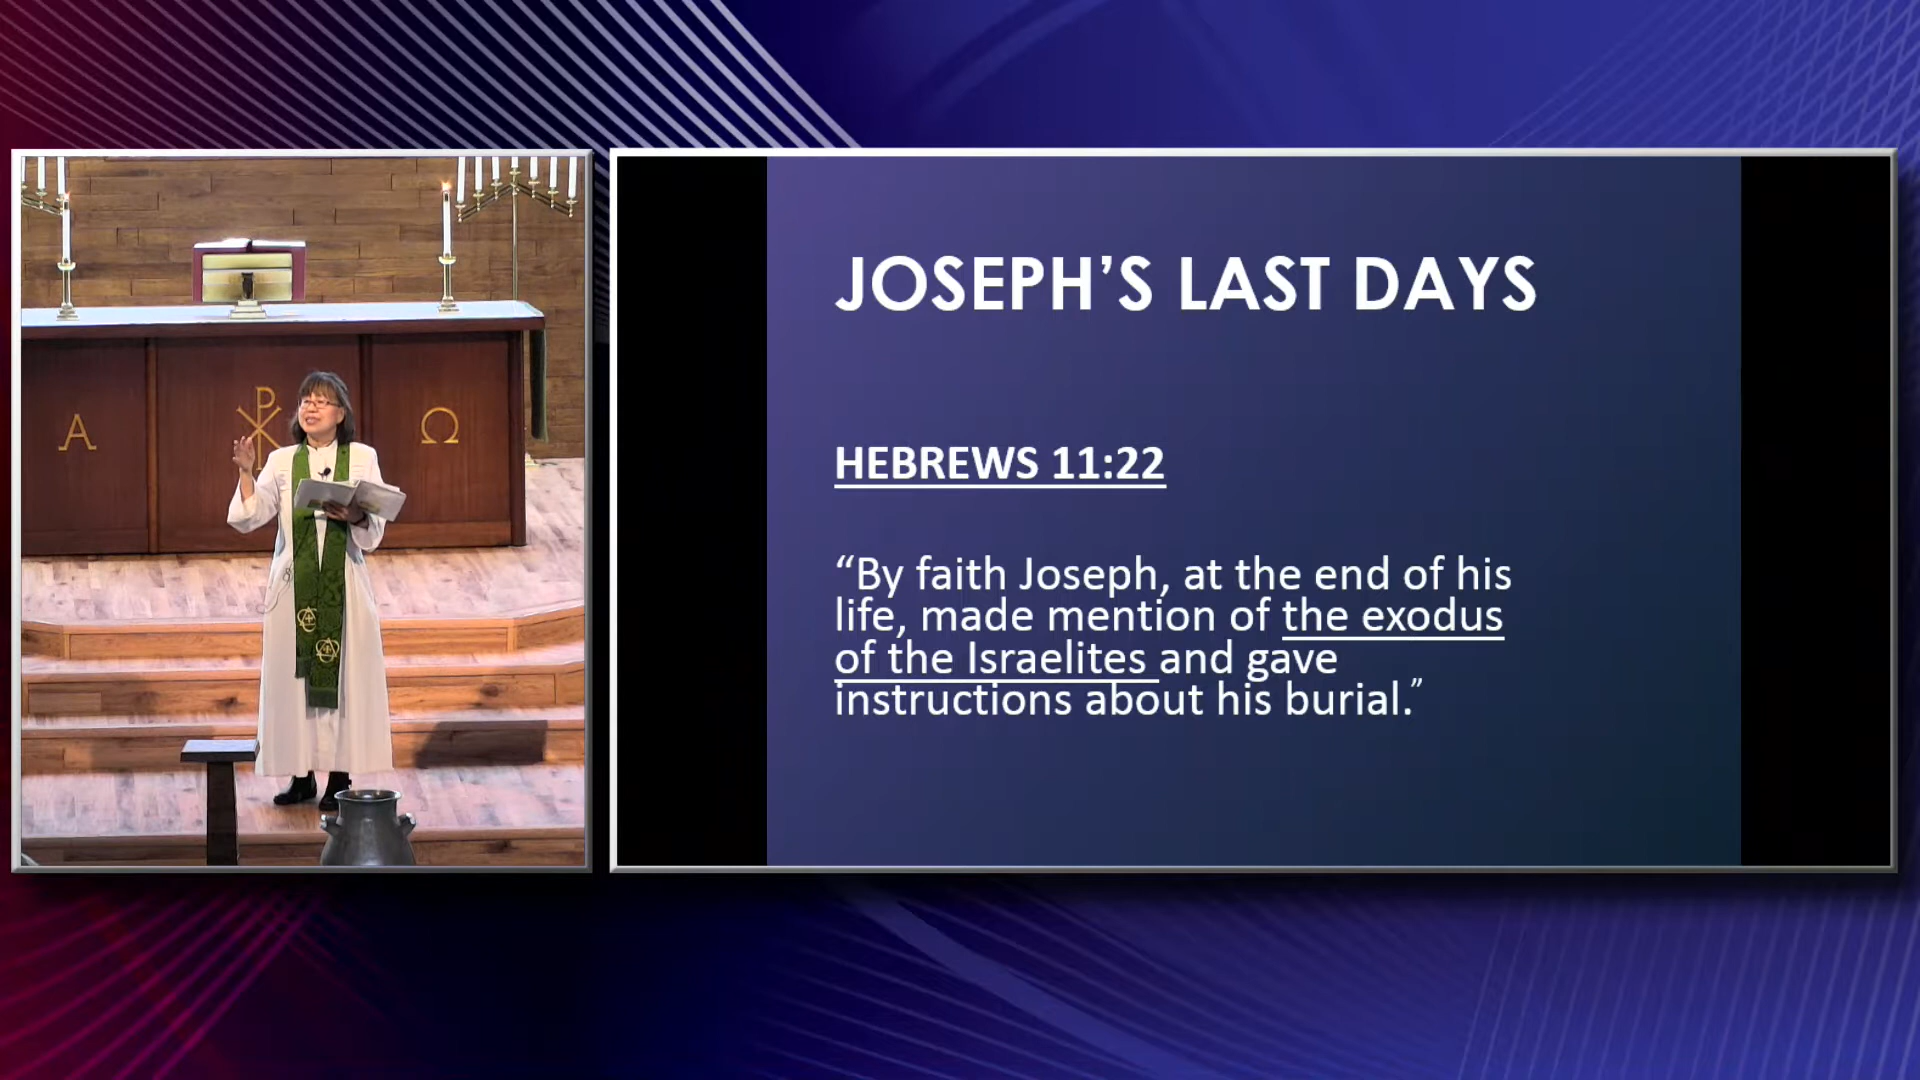 Α
☧
Ω
JOSEPH’S LAST DAYS
HEBREWS 11:22
“By faith Joseph, at the end of his
life, made mention of the exodus
of the Israelites and gave
instructions about his burial.”